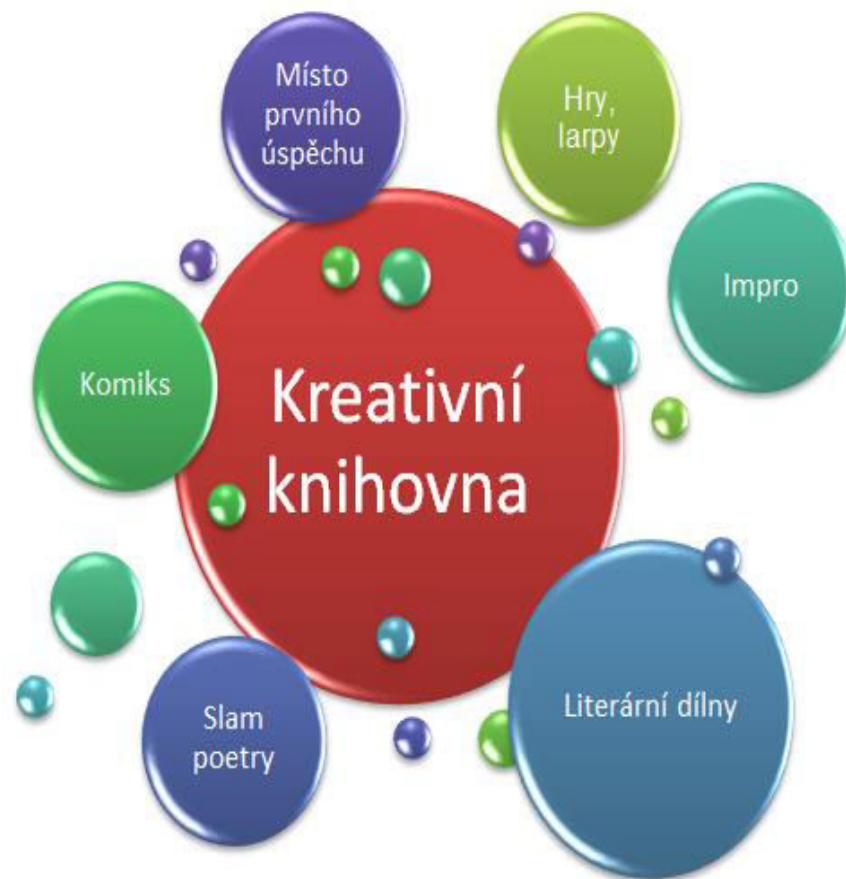 Místo
prvního
úspěchu
Hry,
larpy
Impro
Komiks
Kreativní
knihovna
Literární dílny
Slam
poetry